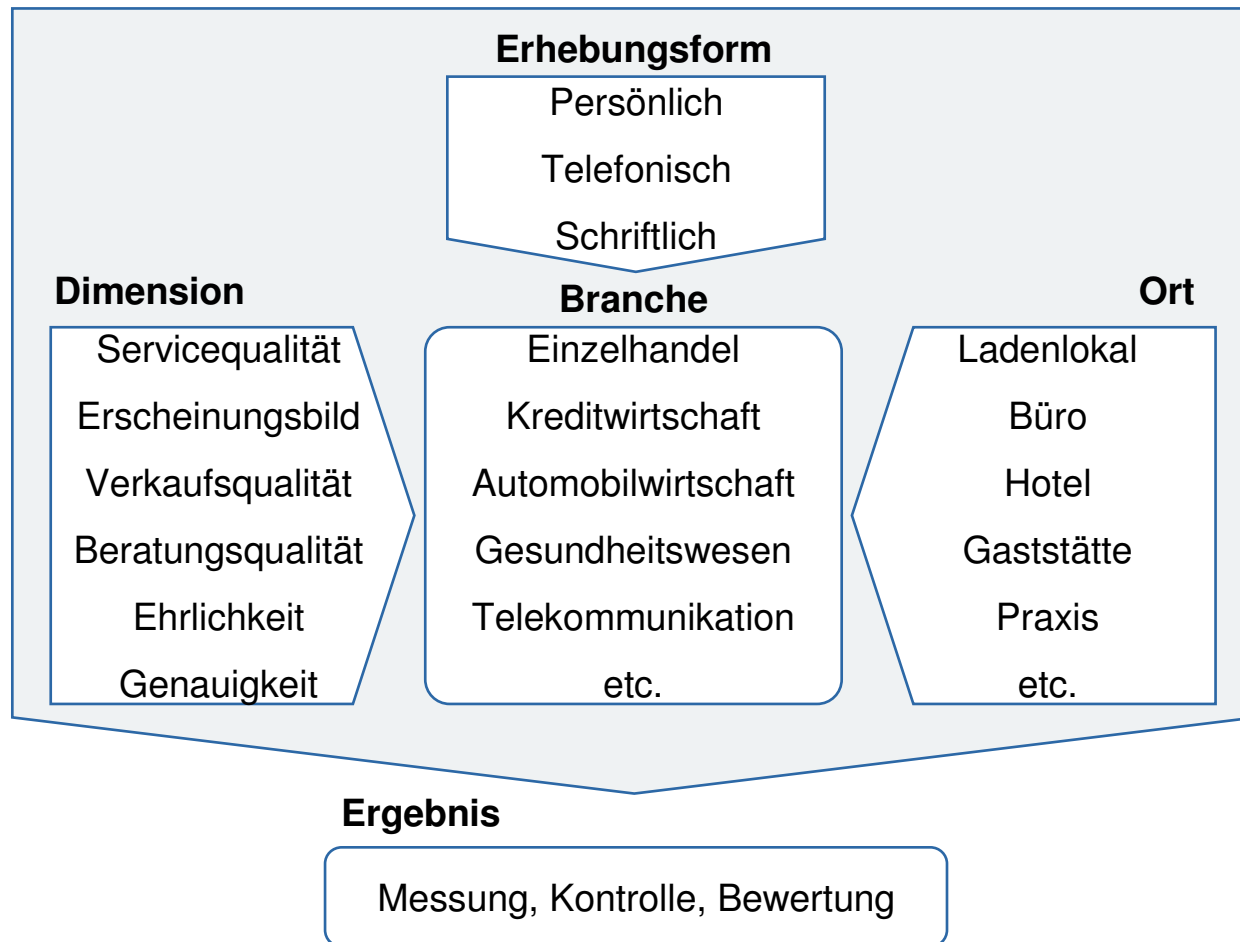 Erhebungsform
Persönlich
Telefonisch
Schriftlich
Dimension
Servicequalität
Erscheinungsbild
Verkaufsqualität
Beratungsqualität
Ehrlichkeit
Genauigkeit
Branche
Einzelhandel
Kreditwirtschaft
Automobilwirtschaft
Gesundheitswesen
Telekommunikation
etc.
Ort
Ladenlokal
Büro
Hotel
Gaststätte
Praxis
etc.
Ergebnis
Messung, Kontrolle, Bewertung